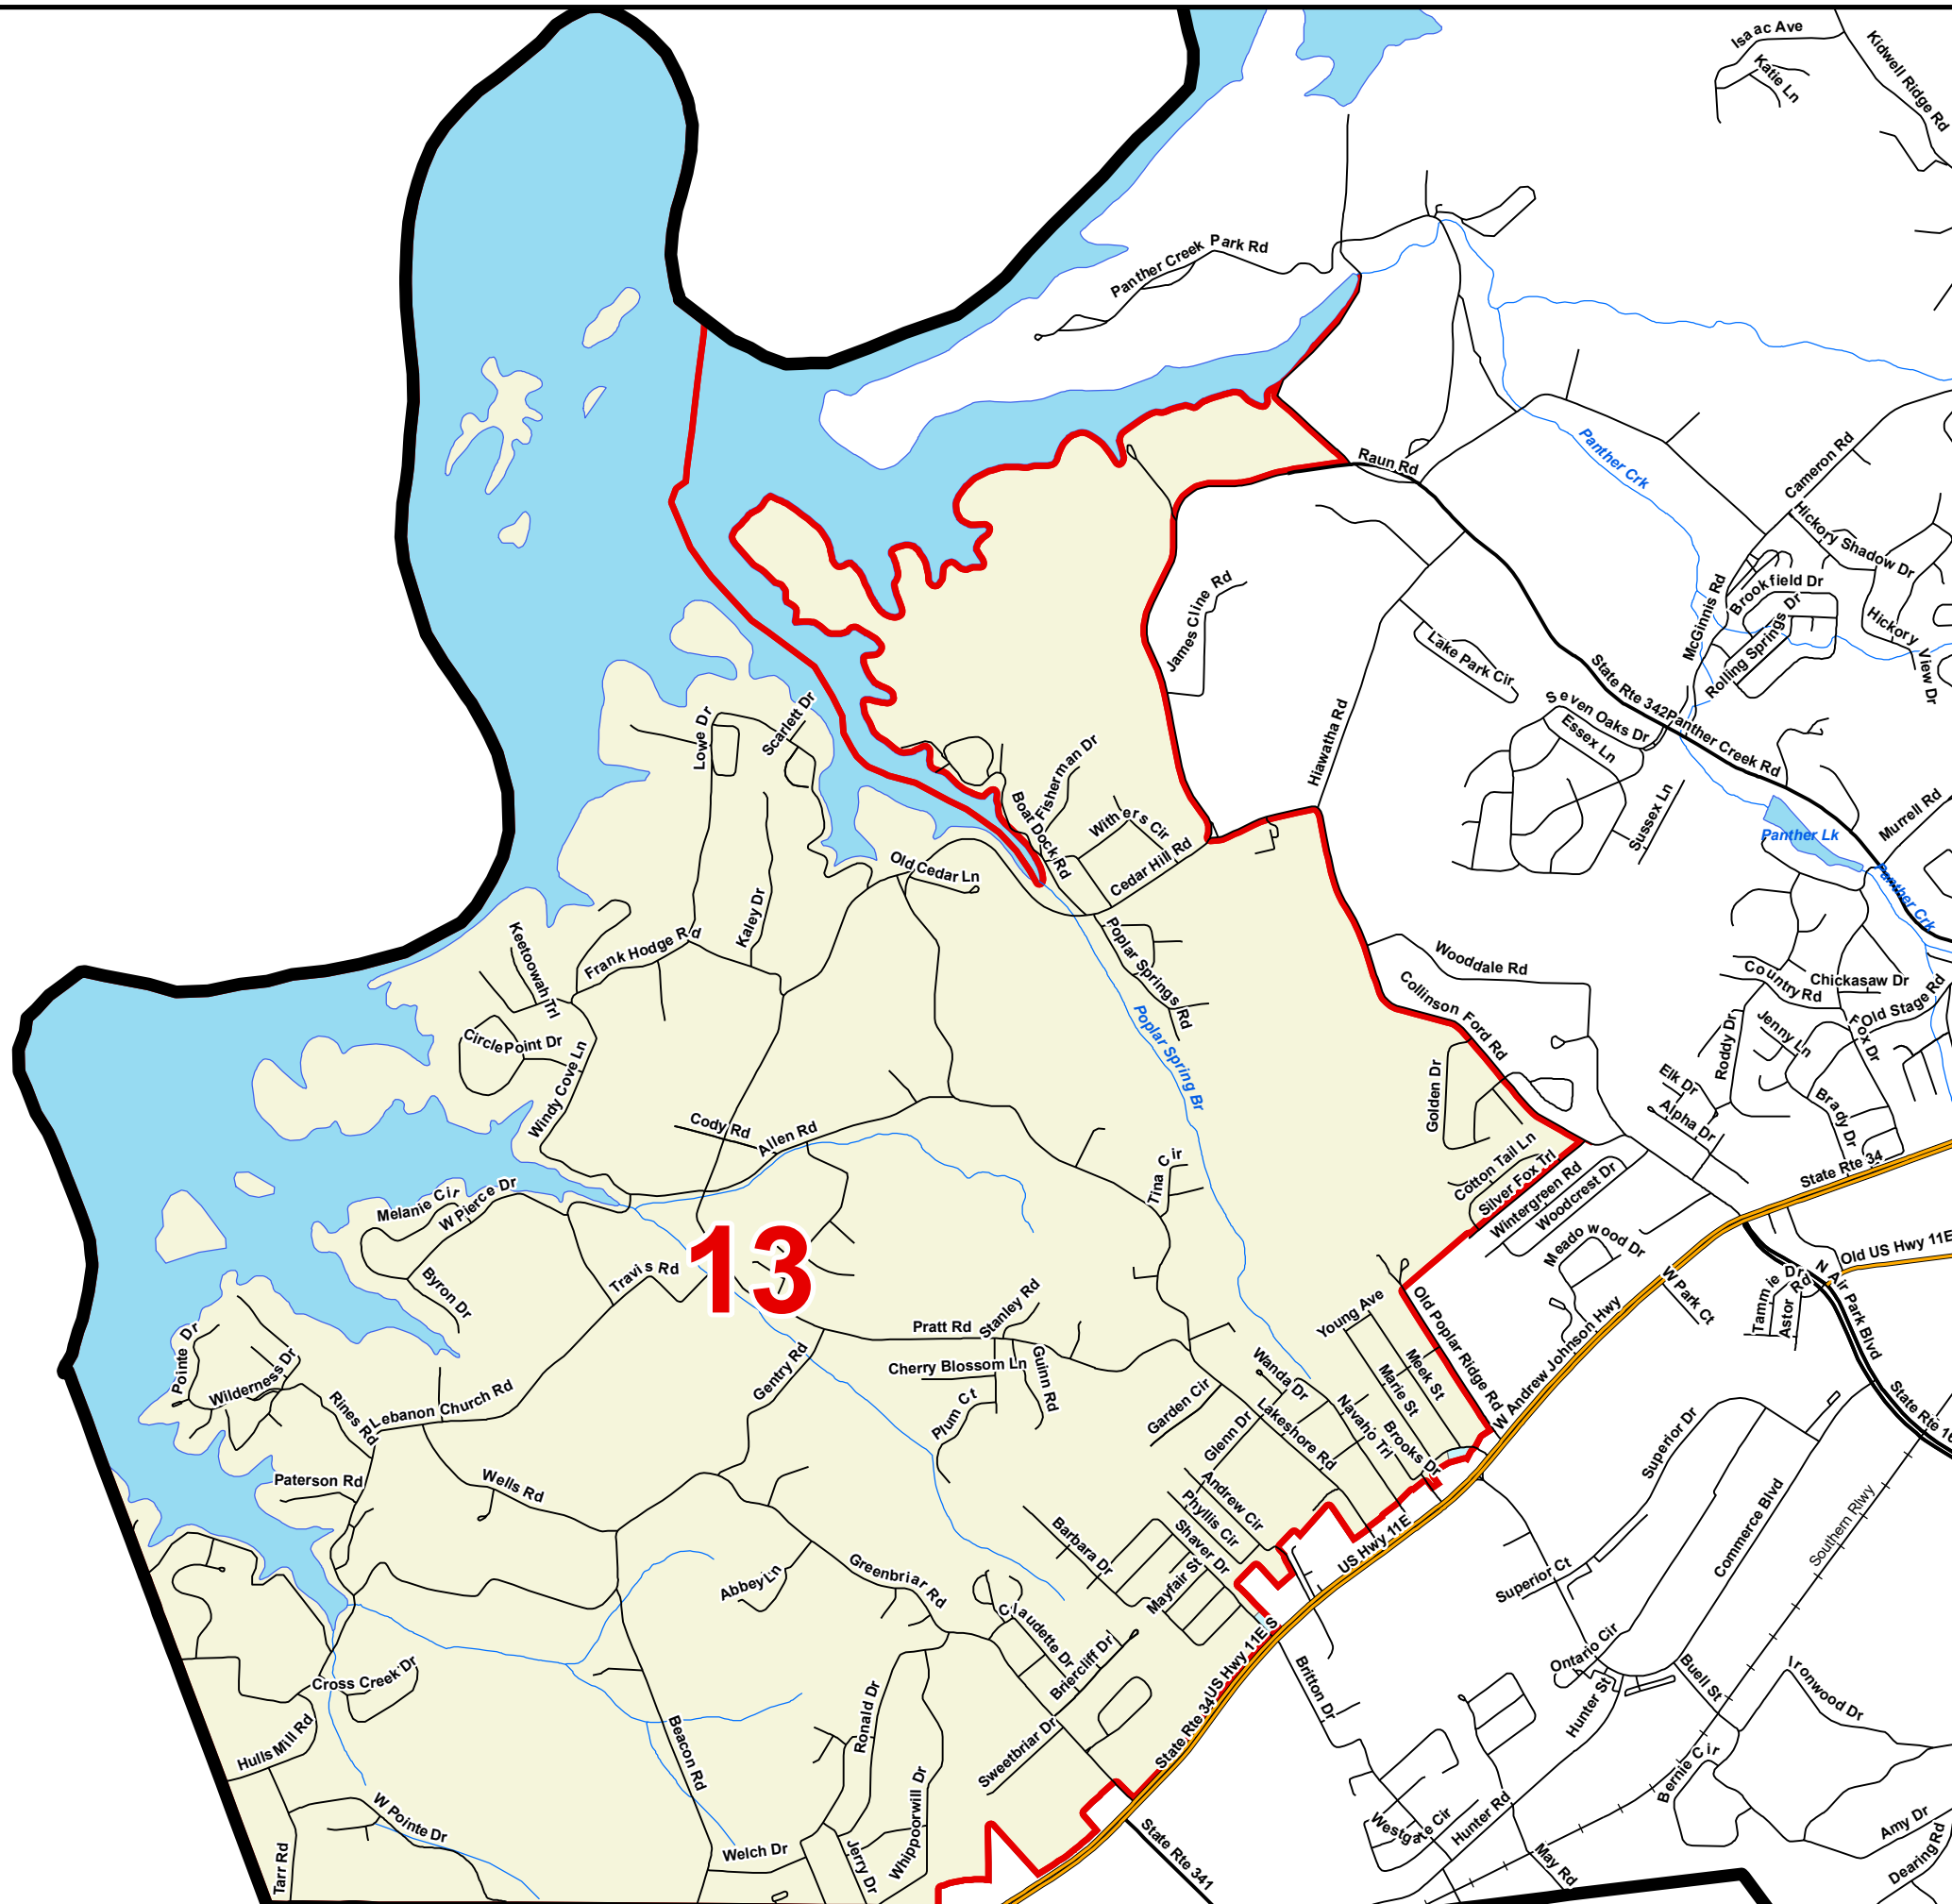 Isaac Ave
Katie Ln
Kidwell Ridge Rd
Panther Creek Park Rd
Raun Rd
Panther Crk
Cameron Rd
Hickory Shadow Dr
Brookfield Dr
McGinnis Rd
Rolling Springs Dr
Hickory View Dr
James Cline Rd
Lake Park Cir
State Rte 342
Panther Creek Rd
Seven Oaks Dr
Essex Ln
Hiawatha Rd
Sussex Ln
Murrell Rd
Panther Lk
Panther Crk
Lowe Dr
Scarlett Dr
Fisherman Dr
Boat Dock Rd
Withers Cir
Cedar Hill Rd
Old Cedar Ln
Kaley Dr
Keetoowah Trl
Frank Hodge Rd
Poplar Springs Rd
Wooddale Rd
Collinson Ford Rd
Country Rd
Chickasaw Dr
Old Stage Rd
Fox Dr
Jenny Ln
Roddy Dr
Circle Point Dr
Windy Cove Ln
Poplar Spring Br
Golden Dr
Elk Dr
Alpha Dr
Brady Dr
Cody Rd
Allen Rd
Cotton Tail Ln
Silver Fox Trl
Wintergreen Rd
Woodcrest Dr
State Rte 34
Tina Cir
Melanie Cir
W Pierce Dr
Meadowood Dr
Old US Hwy 11E
13
Travis Rd
Byron Dr
W Park Ct
Tammie Dr
Astor Rd
N Air Park Blvd
Stanley Rd
Pratt Rd
Young Ave
Old Poplar Ridge Rd
W Andrew Johnson Hwy
Pointe Dr
Wilderness Dr
Gentry Rd
Cherry Blossom Ln
Guinn Rd
Wanda Dr
Meek St
Marie St
Rines Rd
Lebanon Church Rd
Plum Ct
Garden Cir
Glenn Dr
Lakeshore Rd
Navaho Trl
Brooks Dr
Superior Dr
State Rte 16
Paterson Rd
Wells Rd
Andrew Cir
Phyllis Cir
Shaver Dr
US Hwy 11E
Commerce Blvd
Southern Rlwy
Barbara Dr
Mayfair St
Superior Ct
Abbey Ln
Greenbriar Rd
Claudette Dr
Briercliff Dr
US Hwy 11E S
Ontario Cir
Cross Creek Dr
Britton Dr
Buell St
Ironwood Dr
Hunter St
Hulls Mill Rd
Beacon Rd
Ronald Dr
Sweetbriar Dr
State Rte 34
Bernie Cir
W Pointe Dr
Whippoorwill Dr
Westgate Cir
Hunter Rd
Amy Dr
Tarr Rd
Welch Dr
Jerry Dr
State Rte 341
May Rd
Dearing Rd